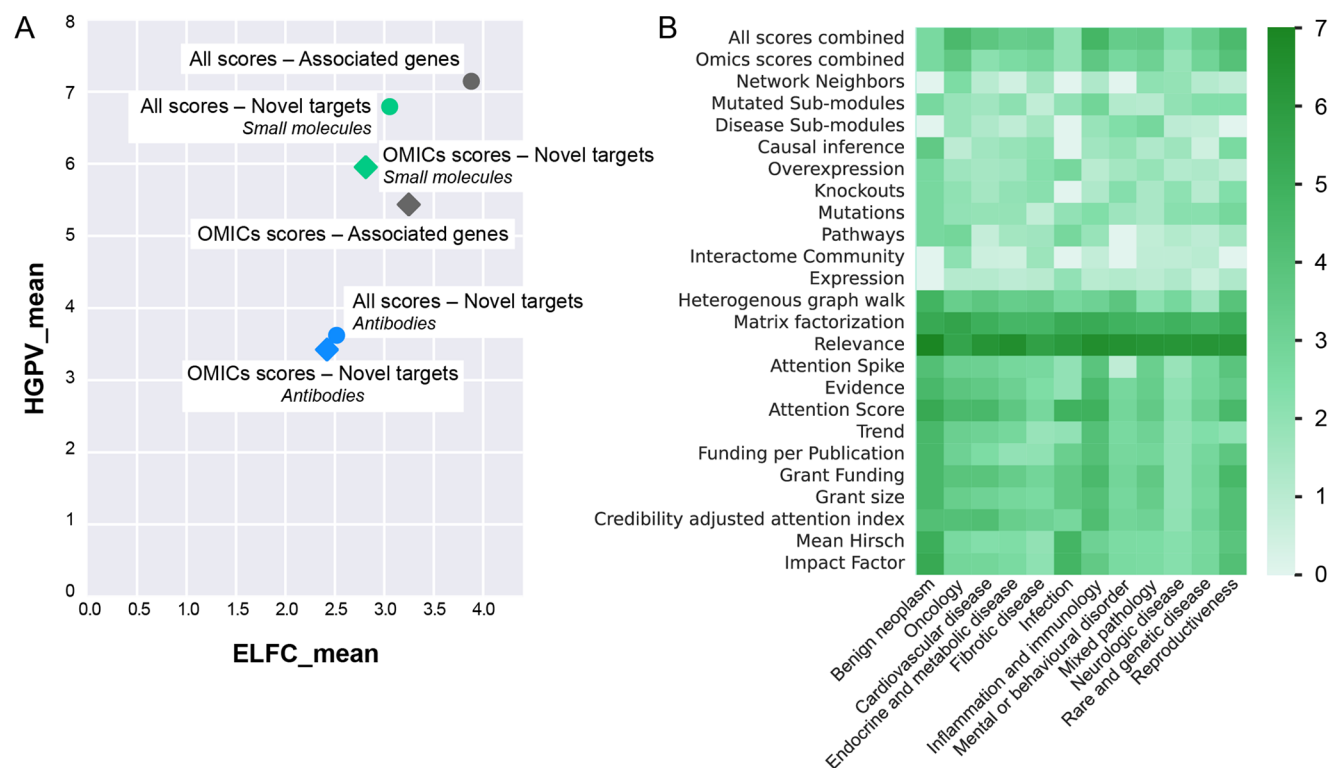 A
8
7
6
5
4
3
2
1
0
0.0 0.5 1.0 1.5 2.0 2.5 3.0 3.5 4.0
HGPV_mean
ELFC_mean
All scores – Associated genes
All scores – Novel targets
Small molecules
OMICs scores – Novel targets
Small molecules
OMICs scores – Associated genes
All scores – Novel targets
Antibodies
OMICs scores – Novel targets
Antibodies
B
All scores combined
Omics scores combined
Network Neighbors
Mutated Sub-modules
Disease Sub-modules
Causal inference
Overexpression
Knockouts
Mutations
Pathways
Interactome Community
Expression
Heterogenous graph walk
Matrix factorization
Relevance
Attention Spike
Evidence
Attention Score
Trend
Funding per Publication
Grant Funding
Grant size
Credibility adjusted attention index
Mean Hirsch
Impact Factor
Benign neoplasm
Oncology
Cardiovascular disease
Endocrine and metabolic disease
Fibrotic disease
Infection
Inflammation and immunology
Mental or behavioural disorder
Mixed pathology
Neurologic disease
Rare and genetic disease
Reproductiveness
7
6
5
4
3
2
1
0